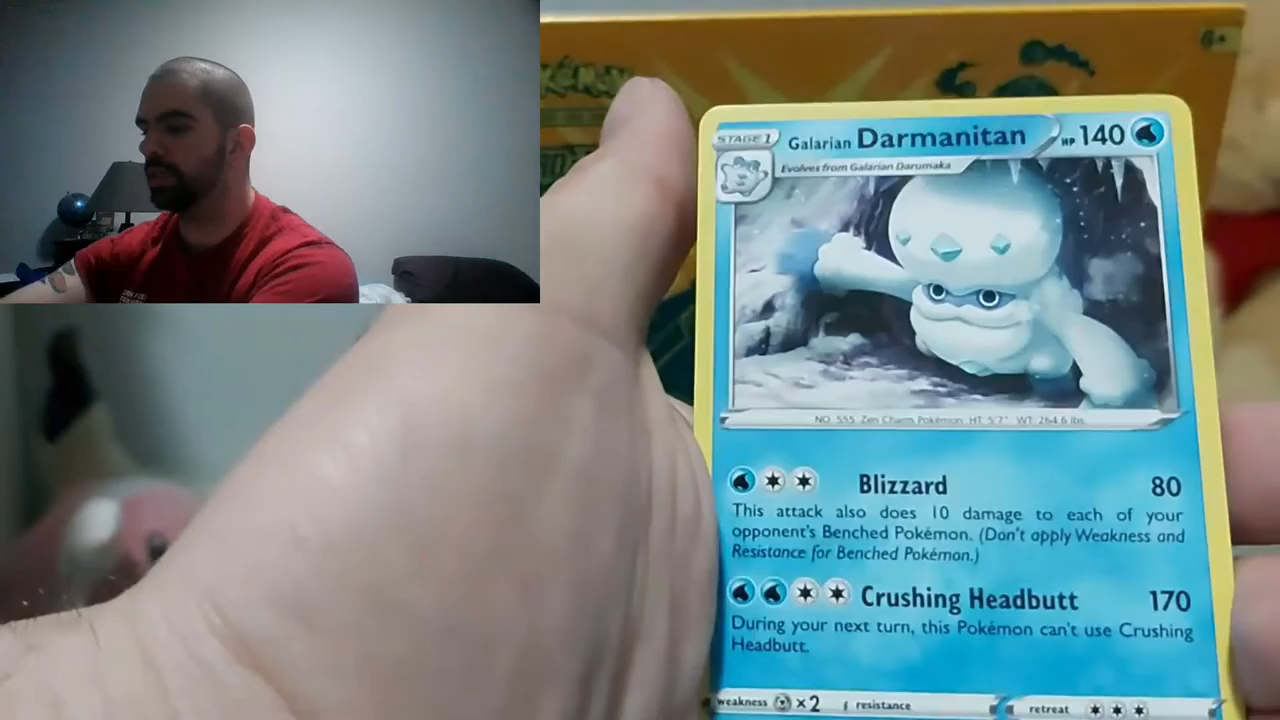 POKÉMON
6+
STAGE 1
Galarian Darmanitan
HP 140
Evolves from Galarian Darumaka
NO. 555 Zen Charm Pokémon HT: 5'7" WT: 264.6 lbs.
Blizzard 80
This attack also does 10 damage to each of your
opponent's Benched Pokémon. (Don't apply Weakness and
Resistance for Benched Pokémon.)
Crushing Headbutt 170
During your next turn, this Pokémon can't use Crushing
Headbutt.
weakness ×2 resistance retreat